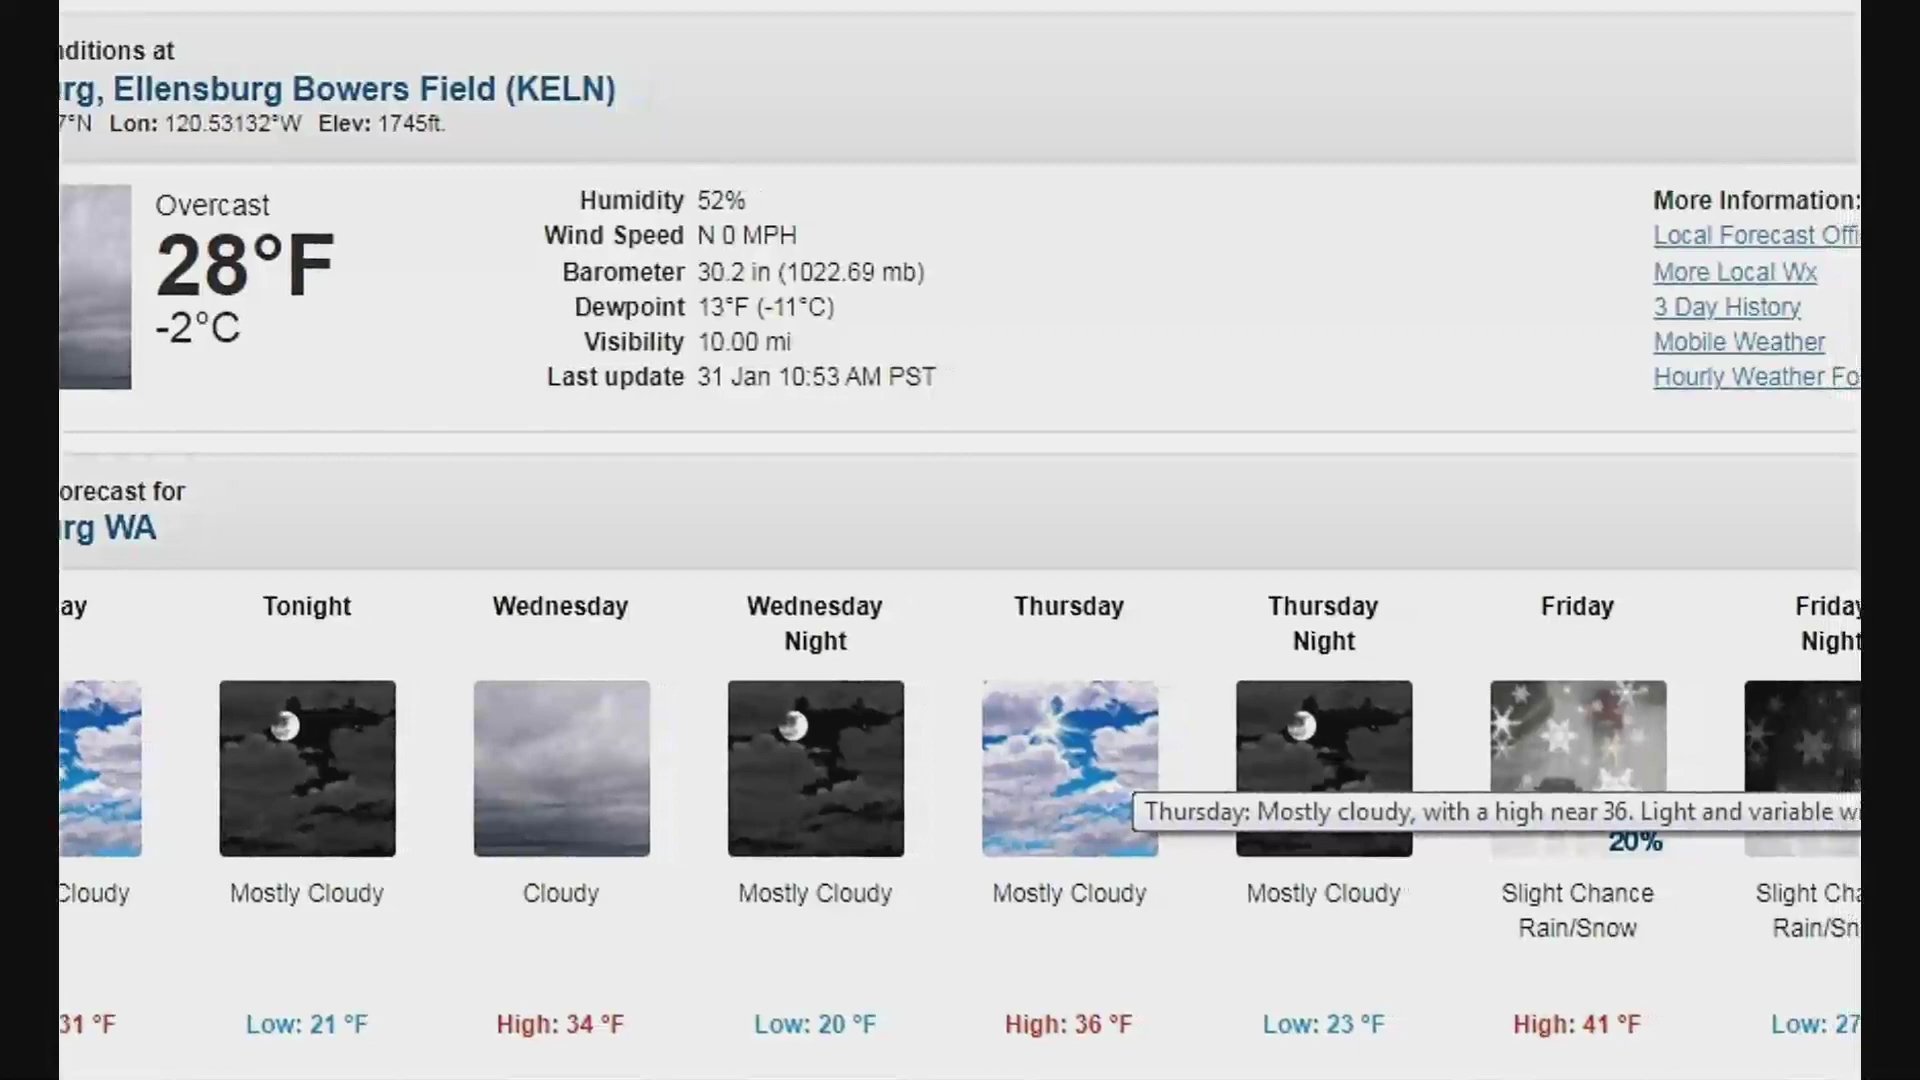 nditions at
rg, Ellensburg Bowers Field (KELN)
7°N Lon: 120.53132°W Elev: 1745ft.
Overcast
28°F
-2°C
Humidity 52%
Wind Speed N 0 MPH
Barometer 30.2 in (1022.69 mb)
Dewpoint 13°F (-11°C)
Visibility 10.00 mi
Last update 31 Jan 10:53 AM PST
More Information:
Local Forecast Offi
More Local Wx
3 Day History
Mobile Weather
Hourly Weather Fo
orecast for
rg WA
ay
Tonight
Wednesday
Wednesday
Night
Thursday
Thursday
Night
Friday
Friday
Night
Thursday: Mostly cloudy, with a high near 36. Light and variable wi
20%
Cloudy
Mostly Cloudy
Cloudy
Mostly Cloudy
Mostly Cloudy
Mostly Cloudy
Slight Chance
Rain/Snow
Slight Cha
Rain/Sn
31 °F
Low: 21 °F
High: 34 °F
Low: 20 °F
High: 36 °F
Low: 23 °F
High: 41 °F
Low: 27